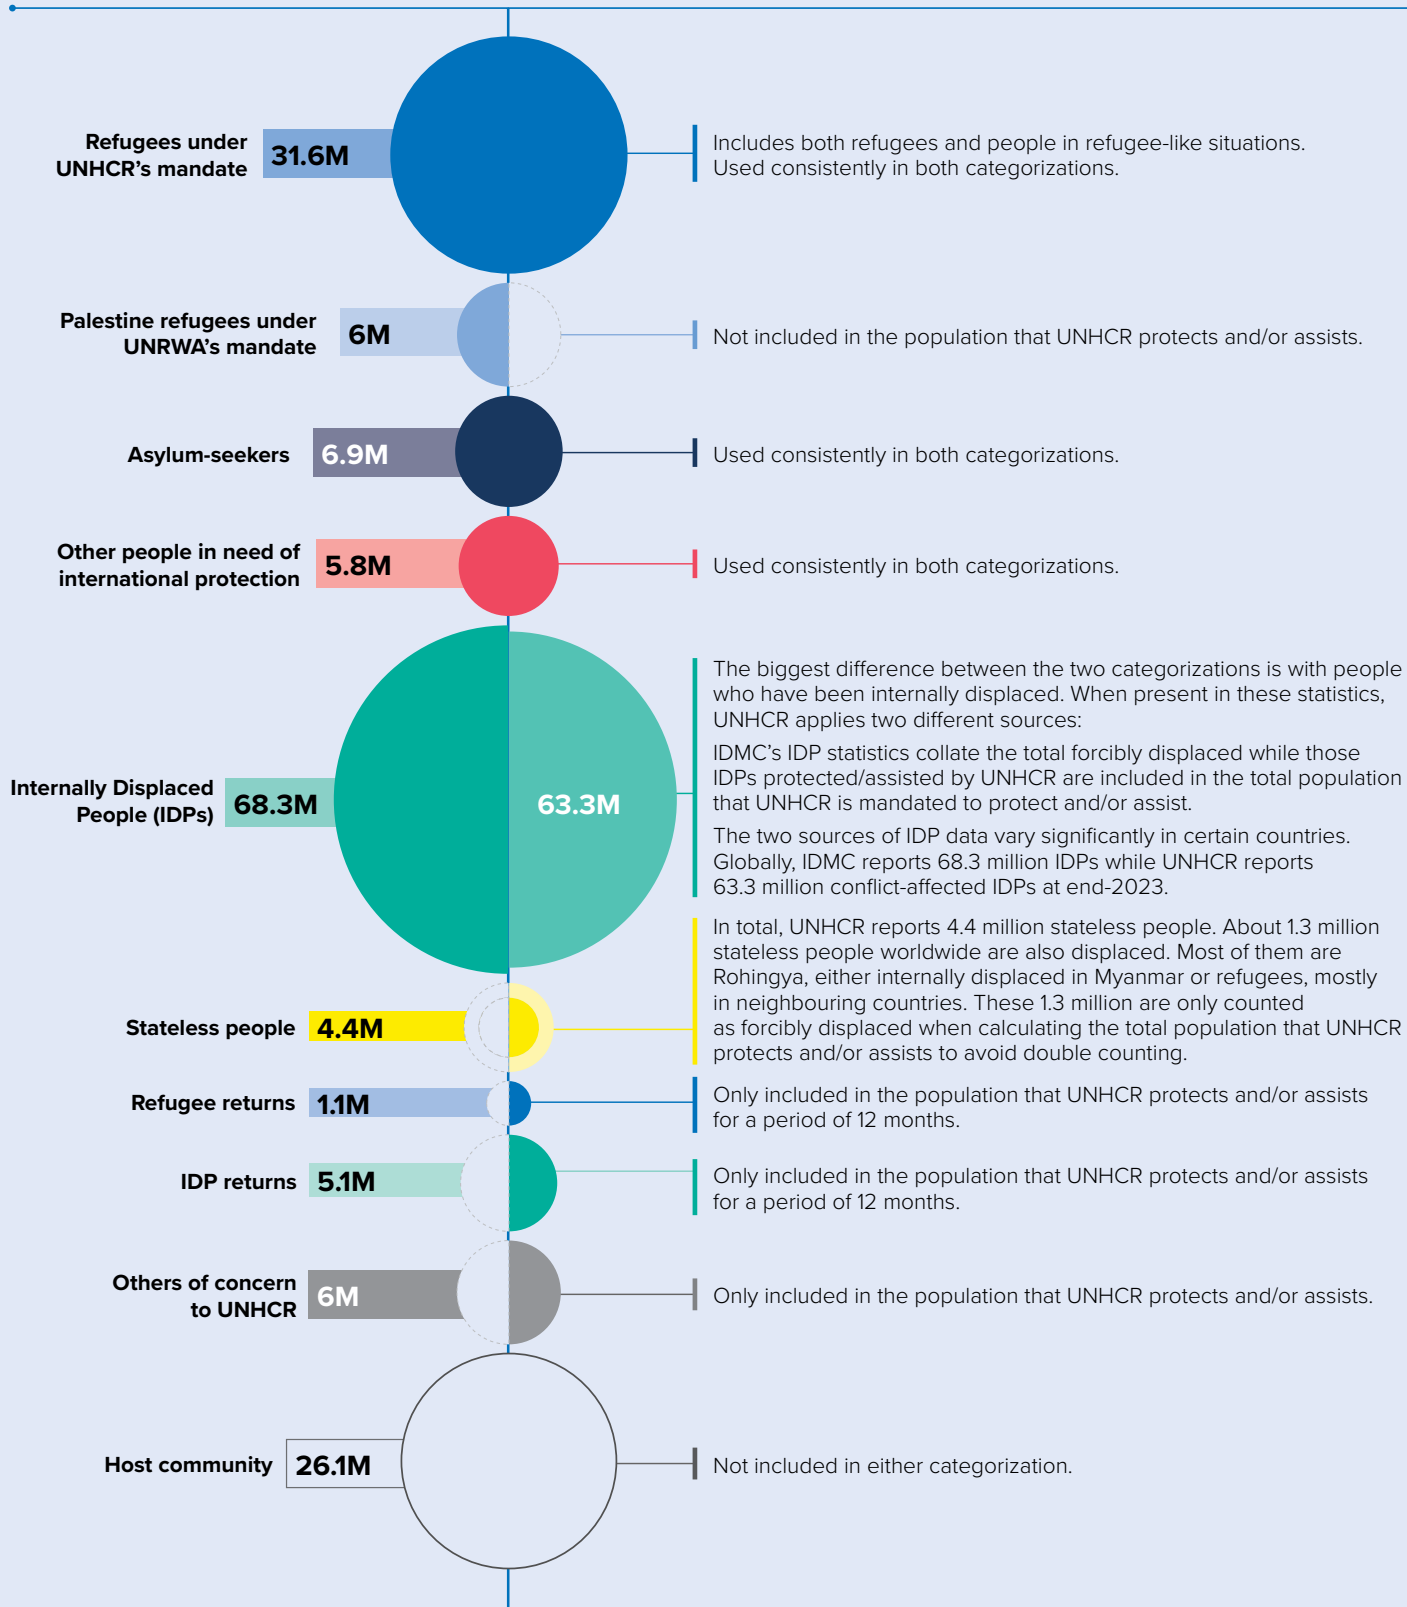 Refugees under
UNHCR’s mandate
31.6M
Includes both refugees and people in refugee-like situations.
Used consistently in both categorizations.
Palestine refugees under
UNRWA’s mandate
6M
Not included in the population that UNHCR protects and/or assists.
Asylum-seekers
6.9M
Used consistently in both categorizations.
Other people in need of
international protection
5.8M
Used consistently in both categorizations.
Internally Displaced
People (IDPs)
68.3M
63.3M
The biggest difference between the two categorizations is with people
who have been internally displaced. When present in these statistics,
UNHCR applies two different sources:
IDMC’s IDP statistics collate the total forcibly displaced while those
IDPs protected/assisted by UNHCR are included in the total population
that UNHCR is mandated to protect and/or assist.
The two sources of IDP data vary significantly in certain countries.
Globally, IDMC reports 68.3 million IDPs while UNHCR reports
63.3 million conflict-affected IDPs at end-2023.
Stateless people
4.4M
In total, UNHCR reports 4.4 million stateless people. About 1.3 million
stateless people worldwide are also displaced. Most of them are
Rohingya, either internally displaced in Myanmar or refugees, mostly
in neighbouring countries. These 1.3 million are only counted
as forcibly displaced when calculating the total population that UNHCR
protects and/or assists to avoid double counting.
Refugee returns
1.1M
Only included in the population that UNHCR protects and/or assists
for a period of 12 months.
IDP returns
5.1M
Only included in the population that UNHCR protects and/or assists
for a period of 12 months.
Others of concern
to UNHCR
6M
Only included in the population that UNHCR protects and/or assists.
Host community
26.1M
Not included in either categorization.